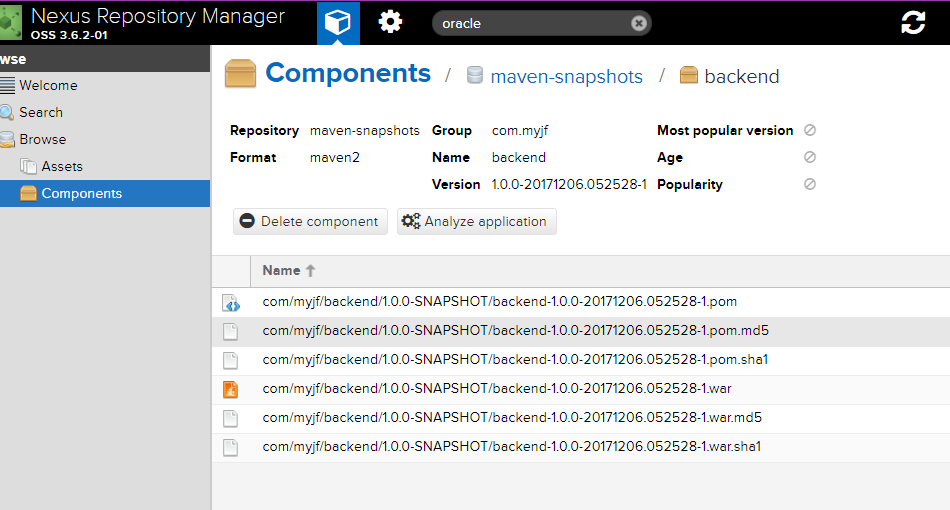 Nexus Repository Manager
OSS 3.6.2-01
oracle
wse
Welcome
Search
Browse
Assets
Components
Components / maven-snapshots / backend
Repository maven-snapshots Group com.myjf Most popular version
Format maven2 Name backend Age
Version 1.0.0-20171206.052528-1 Popularity
Delete component Analyze application
Name
com/myjf/backend/1.0.0-SNAPSHOT/backend-1.0.0-20171206.052528-1.pom
com/myjf/backend/1.0.0-SNAPSHOT/backend-1.0.0-20171206.052528-1.pom.md5
com/myjf/backend/1.0.0-SNAPSHOT/backend-1.0.0-20171206.052528-1.pom.sha1
com/myjf/backend/1.0.0-SNAPSHOT/backend-1.0.0-20171206.052528-1.war
com/myjf/backend/1.0.0-SNAPSHOT/backend-1.0.0-20171206.052528-1.war.md5
com/myjf/backend/1.0.0-SNAPSHOT/backend-1.0.0-20171206.052528-1.war.sha1